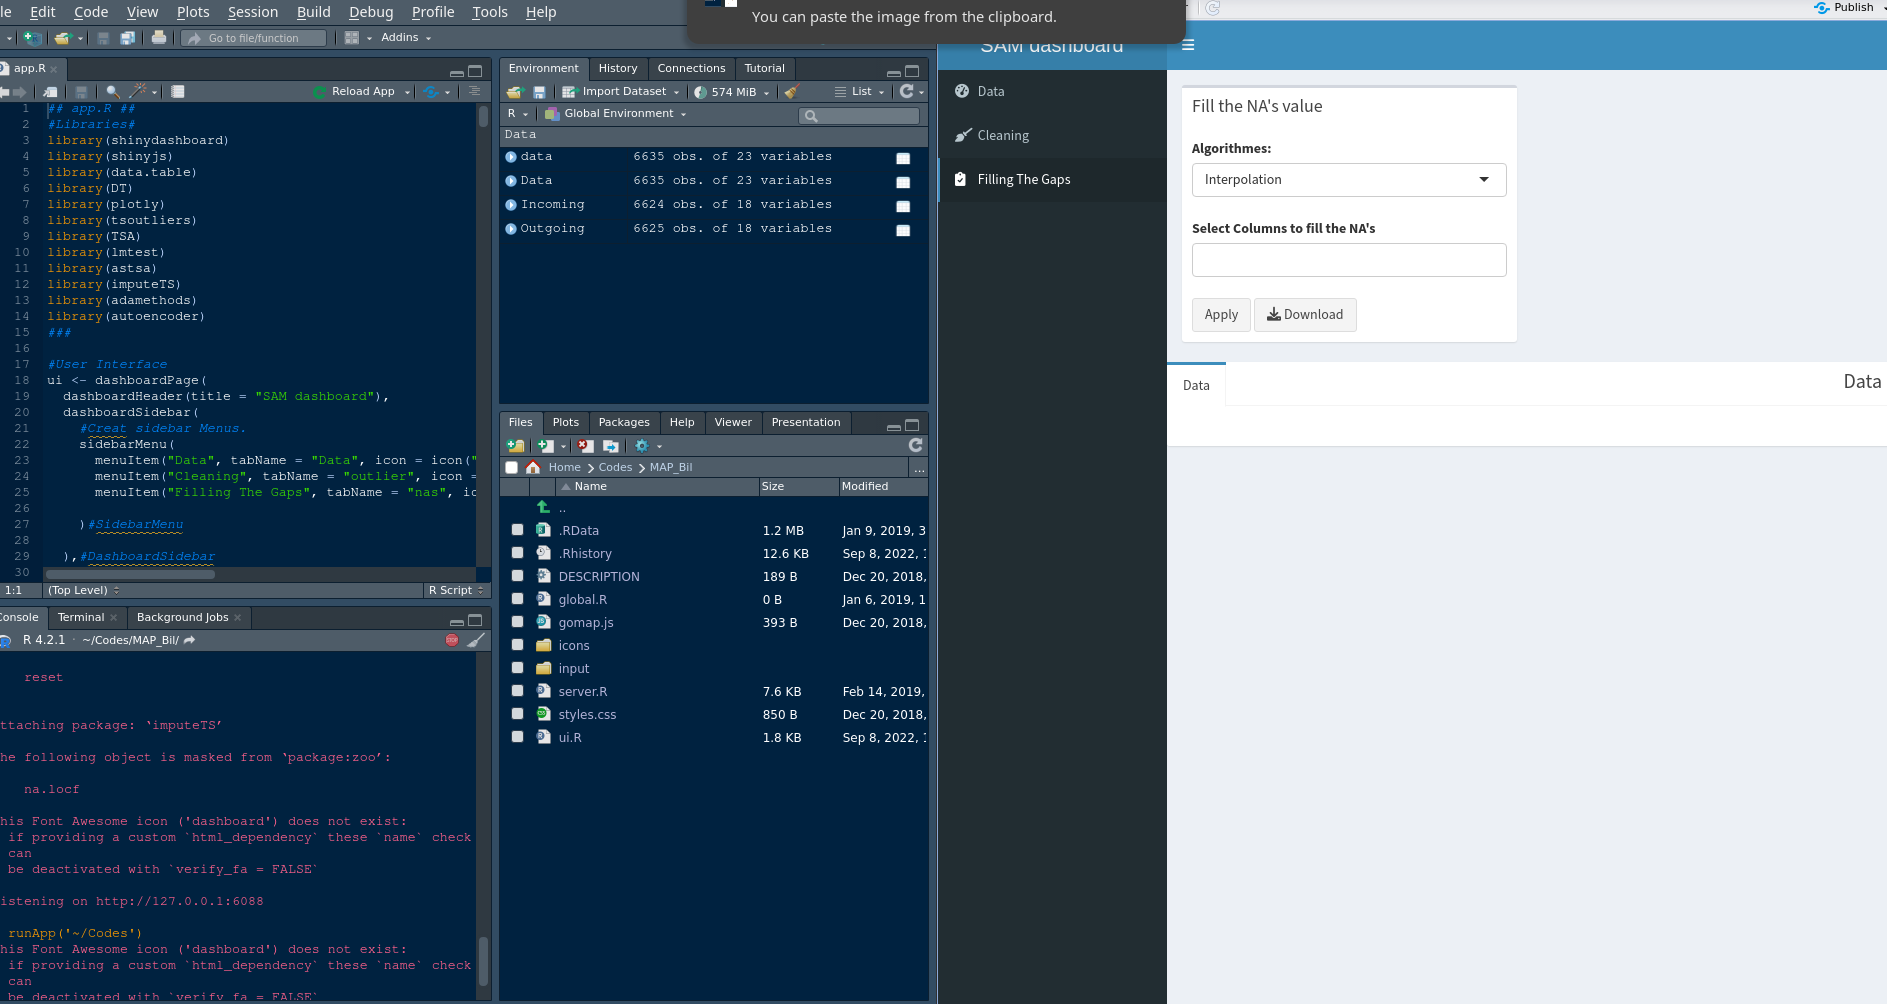 le Edit Code View Plots Session Build Debug Profile Tools Help
Go to file/function
Addins
app.R
Reload App
1 ## app.R ##
2 #Libraries#
3 library(shinydashboard)
4 library(shinyjs)
5 library(data.table)
6 library(DT)
7 library(plotly)
8 library(tsoutliers)
9 library(TSA)
10 library(lmtest)
11 library(astsa)
12 library(imputeTS)
13 library(adamethods)
14 library(autoencoder)
15 ###
16
17 #User Interface
18 ui <- dashboardPage(
19 dashboardHeader(title = "SAM dashboard"),
20 dashboardSidebar(
21 #Creat sidebar Menus.
22 sidebarMenu(
23 menuItem("Data", tabName = "Data", icon = icon("
24 menuItem("Cleaning", tabName = "outlier", icon =
25 menuItem("Filling The Gaps", tabName = "nas", ic
26
27 )#SidebarMenu
28
29 ),#DashboardSidebar
30
1:1 (Top Level) R Script
Console Terminal Background Jobs
R 4.2.1 · ~/Codes/MAP_Bil/
reset
ttaching package: ‘imputeTS’
he following object is masked from ‘package:zoo’:
na.locf
his Font Awesome icon ('dashboard') does not exist:
if providing a custom `html_dependency` these `name` check
can
be deactivated with `verify_fa = FALSE`
istening on http://127.0.0.1:6088
runApp('~/Codes')
his Font Awesome icon ('dashboard') does not exist:
if providing a custom `html_dependency` these `name` check
can
be deactivated with `verify_fa = FALSE`
Environment History Connections Tutorial
Import Dataset 574 MiB List
R Global Environment
Data
data 6635 obs. of 23 variables
Data 6635 obs. of 23 variables
Incoming 6624 obs. of 18 variables
Outgoing 6625 obs. of 18 variables
Files Plots Packages Help Viewer Presentation
Home Codes MAP_Bil ...
Name Size Modified
..
.RData 1.2 MB Jan 9, 2019, 3
.Rhistory 12.6 KB Sep 8, 2022, 1
DESCRIPTION 189 B Dec 20, 2018,
global.R 0 B Jan 6, 2019, 1
gomap.js 393 B Dec 20, 2018,
icons
input
server.R 7.6 KB Feb 14, 2019,
styles.css 850 B Dec 20, 2018,
ui.R 1.8 KB Sep 8, 2022, 1
You can paste the image from the clipboard.
Publish
SAM dashboard
Data
Cleaning
Filling The Gaps
Fill the NA's value
Algorithmes:
Interpolation
Select Columns to fill the NA's
Apply Download
Data Data